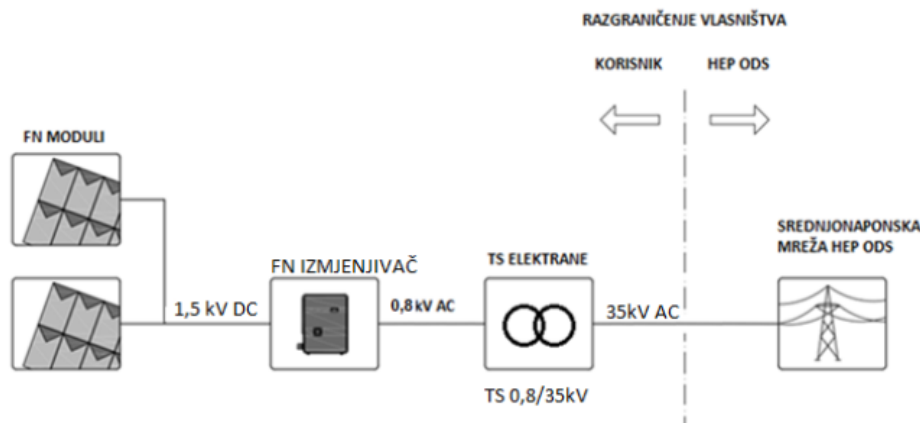 RAZGRANIČENJE VLASNIŠTVA
KORISNIK
HEP ODS
FN MODULI
SREDNJONAPONSKA
MREŽA HEP ODS
FN IZMJENJIVAČ
TS ELEKTRANE
1,5 kV DC
0,8 kV AC
35kV AC
TS 0,8/35kV